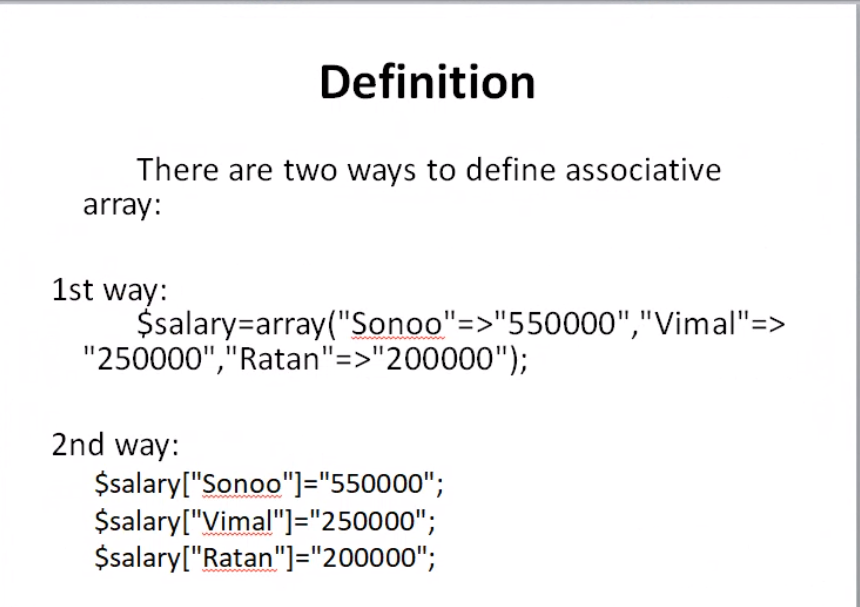 Definition
There are two ways to define associative
array:
1st way:
$salary=array("Sonoo"=>"550000","Vimal"=>
"250000","Ratan"=>"200000");
2nd way:
$salary["Sonoo"]="550000";
$salary["Vimal"]="250000";
$salary["Ratan"]="200000";